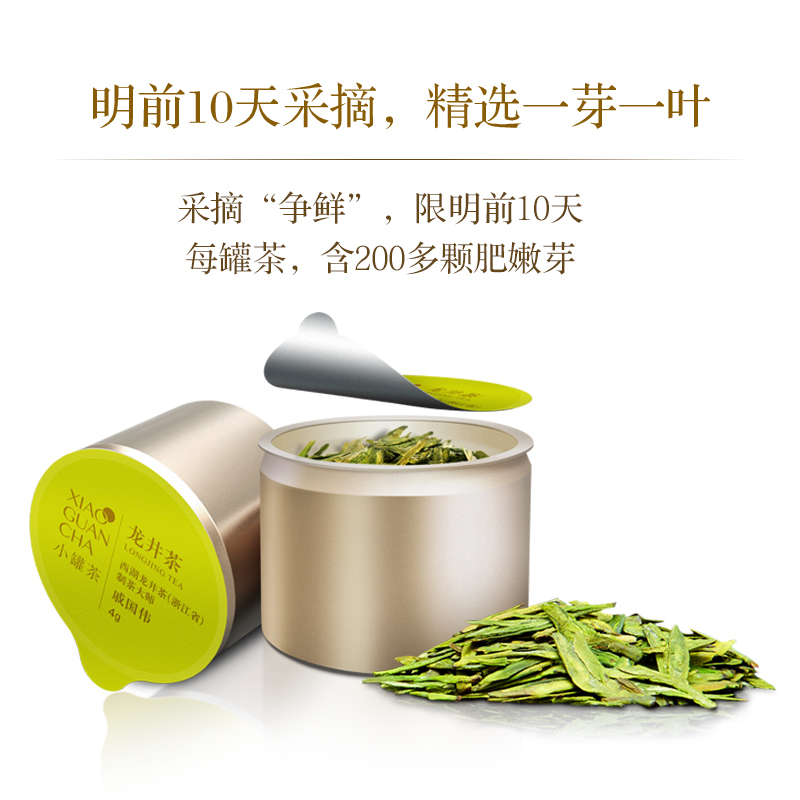 明前10天采摘，精选一芽一叶
采摘“争鲜”，限明前10天
每罐茶，含200多颗肥嫩芽
XIAO
GUAN
CHA
小罐茶
龙井茶
LONGJING TEA
西湖龙井茶(浙江省)
制茶大师
戚国伟
4g